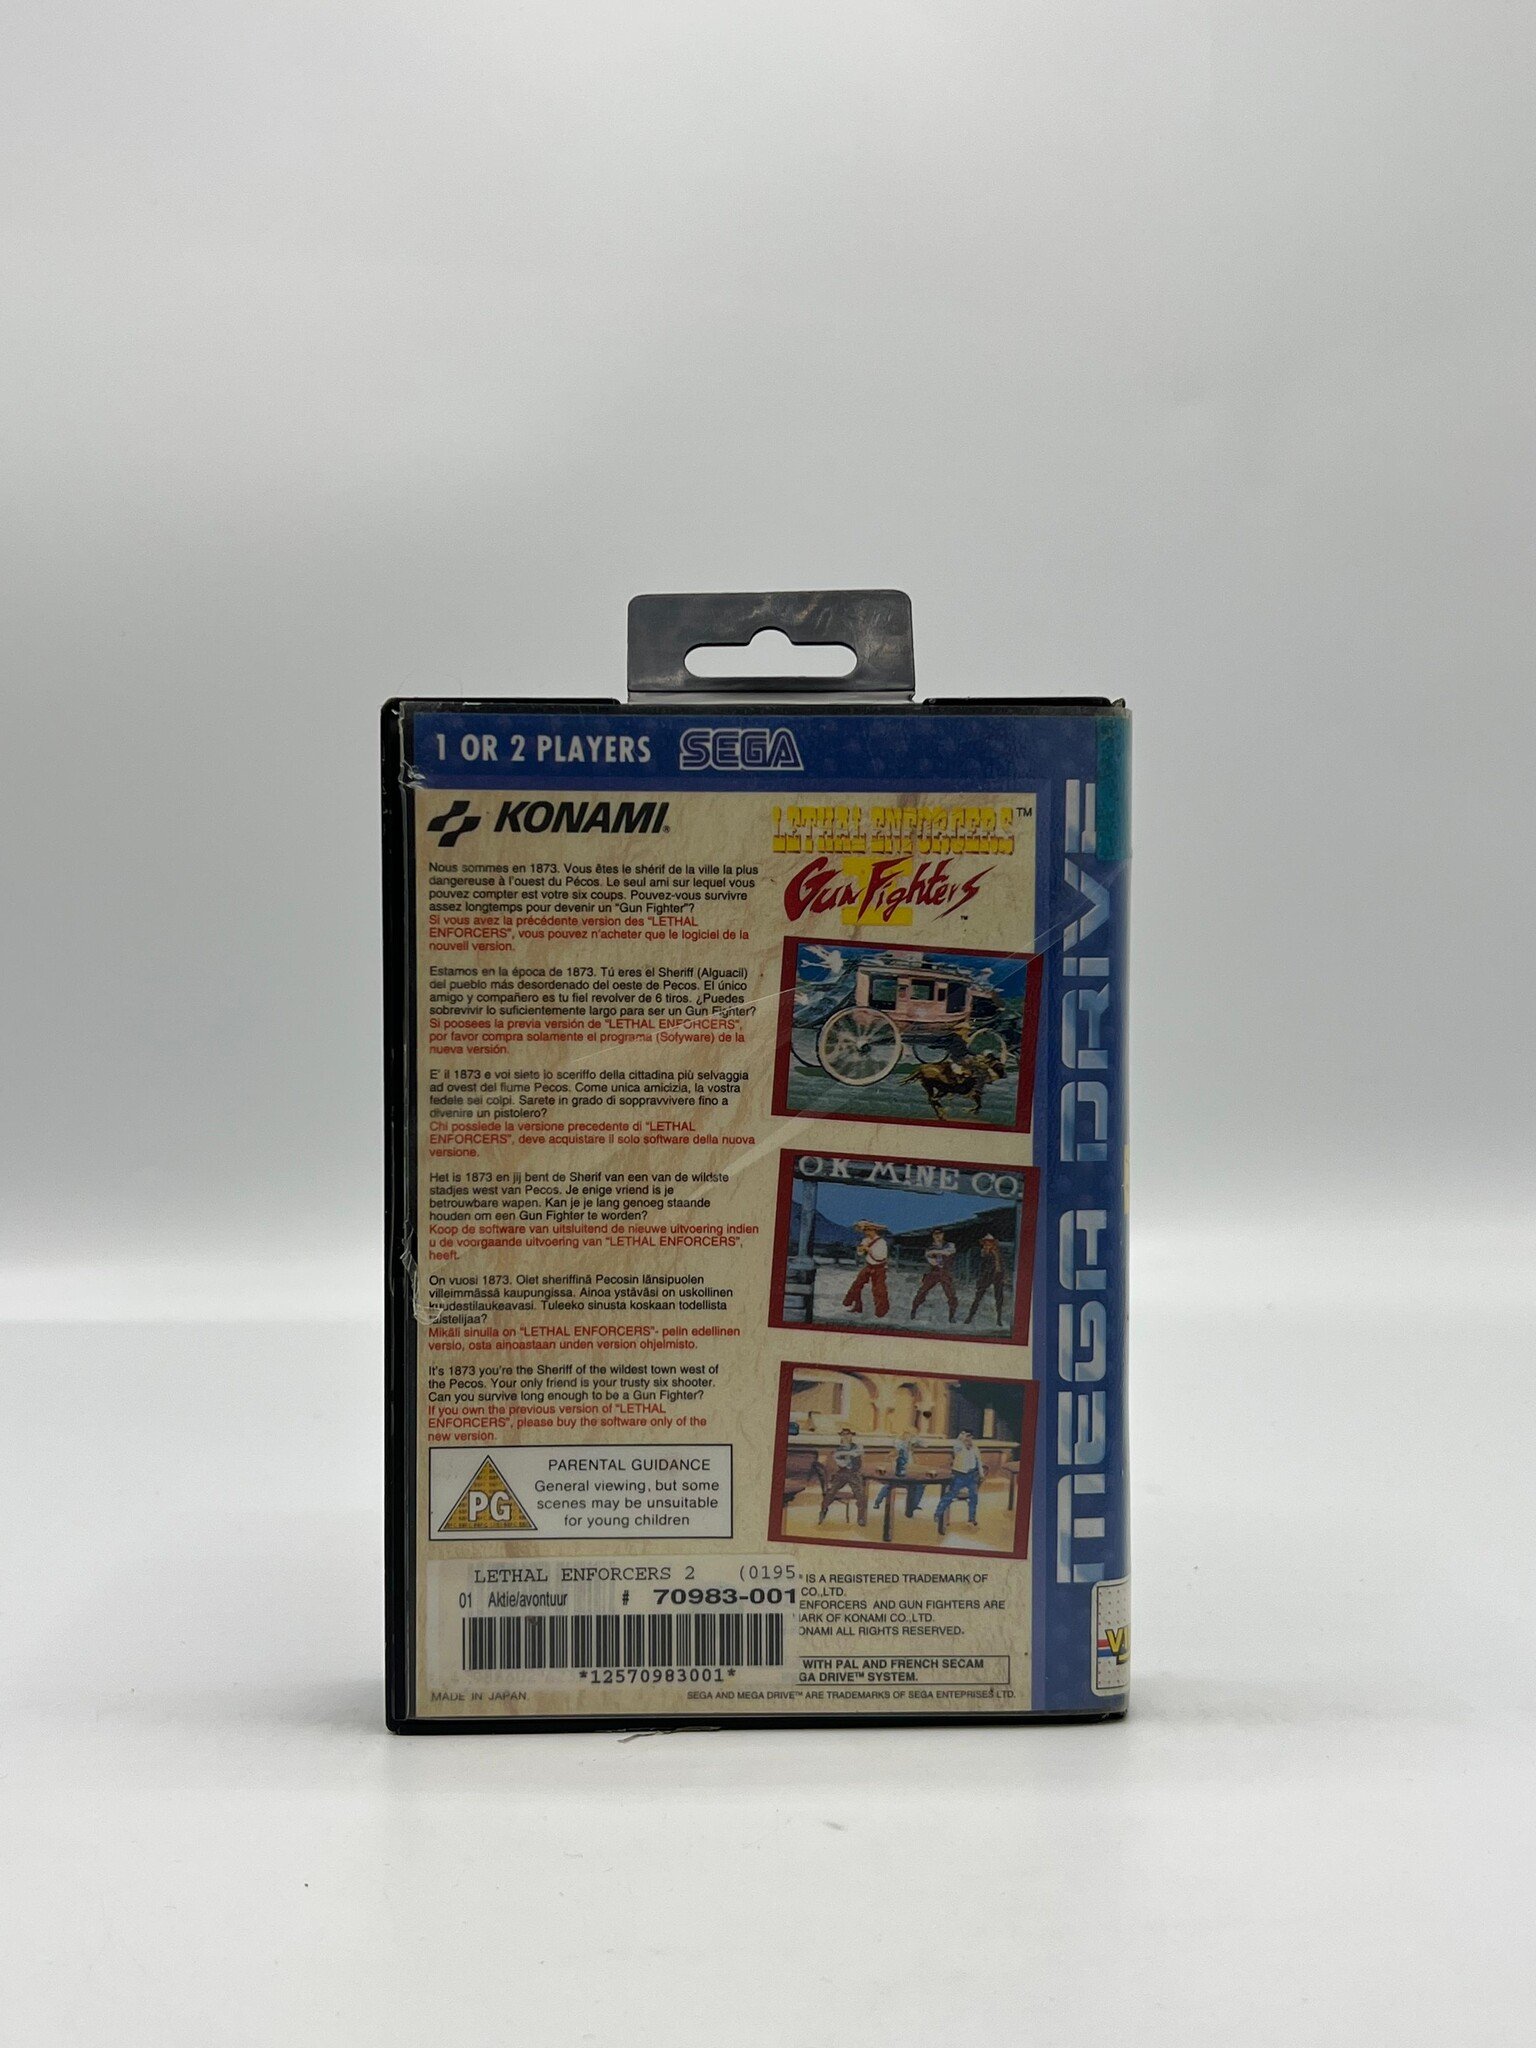 1 OR 2 PLAYERS SEGA
KONAMI®
LETHAL ENFORCERS™
II
Gun Fighters™
Nous sommes en 1873. Vous êtes le shérif de la ville la plus
dangereuse à l'ouest du Pécos. Le seul ami sur lequel vous
pouvez compter est votre six coups. Pouvez-vous survivre
assez longtemps pour devenir un "Gun Fighter"?
Si vous avez la précédente version des "LETHAL
ENFORCERS", vous pouvez n'acheter que le logiciel de la
nouvell version.
Estamos en la época de 1873. Tú eres el Sheriff (Alguacil)
del pueblo más desordenado del oeste de Pecos. El único
amigo y compañero es tu fiel revolver de 6 tiros. ¿Puedes
sobrevivir lo suficientemente largo para ser un Gun Fighter?
Si poosees la previa versión de "LETHAL ENFORCERS",
por favor compra solamente el programa (Sofyware) de la
nueva versión.
E' il 1873 e voi siete lo sceriffo della cittadina più selvaggia
ad ovest del fiume Pecos. Come unica amicizia, la vostra
fedele sei colpi. Sarete in grado di soppravvivere fino a
divenire un pistolero?
Chi possiede la versione precedente di "LETHAL
ENFORCERS", deve acquistare il solo software della nuova
versione.
Het is 1873 en jij bent de Sherif van een van de wildste
stadjes west van Pecos. Je enige vriend is je
betrouwbare wapen. Kan je je lang genoeg staande
houden om een Gun Fighter te worden?
Koop de software van uitsluitend de nieuwe uitvoering indien
u de voorgaande uitvoering van "LETHAL ENFORCERS",
heeft.
On vuosi 1873. Olet sheriffinä Pecosin länsipuolen
villeimmässä kaupungissa. Ainoa ystäväsi on uskollinen
kuudestilaukeavasi. Tuleeko sinusta koskaan todellista
aistelijaa?
Mikäli sinulla on "LETHAL ENFORCERS"- pelin edellinen
versio, osta ainoastaan unden version ohjelmisto.
It's 1873 you're the Sheriff of the wildest town west of
the Pecos. Your only friend is your trusty six shooter.
Can you survive long enough to be a Gun Fighter?
If you own the previous version of "LETHAL
ENFORCERS", please buy the software only of the
new version.
O.K MINE CO.
PG
PARENTAL GUIDANCE
General viewing, but some
scenes may be unsuitable
for young children
LETHAL ENFORCERS 2 (0195
01 Aktie/avontuur # 70983-001
*12570983001*
IS A REGISTERED TRADEMARK OF
CO.,LTD.
ENFORCERS AND GUN FIGHTERS ARE
ARK OF KONAMI CO.,LTD.
ONAMI ALL RIGHTS RESERVED.
WITH PAL AND FRENCH SECAM
GA DRIVE™ SYSTEM.
MADE IN JAPAN.
SEGA AND MEGA DRIVE™ ARE TRADEMARKS OF SEGA ENTEPRISES LTD.
MEGA DRIVE